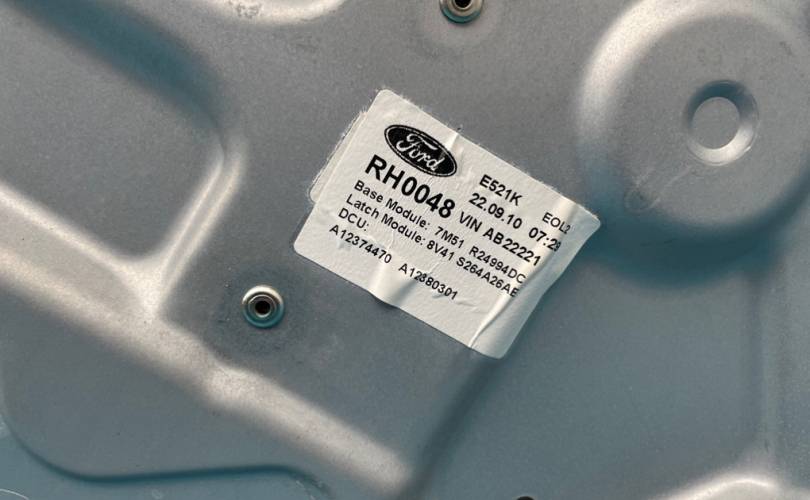 Ford
E521K
RH0048 22.09.10 07:23 EOL2
VIN AB22221
Base Module: 7M51 R24994DC
Latch Module: 8V41 S264A26AE
DCU:
A12374470 A12380301